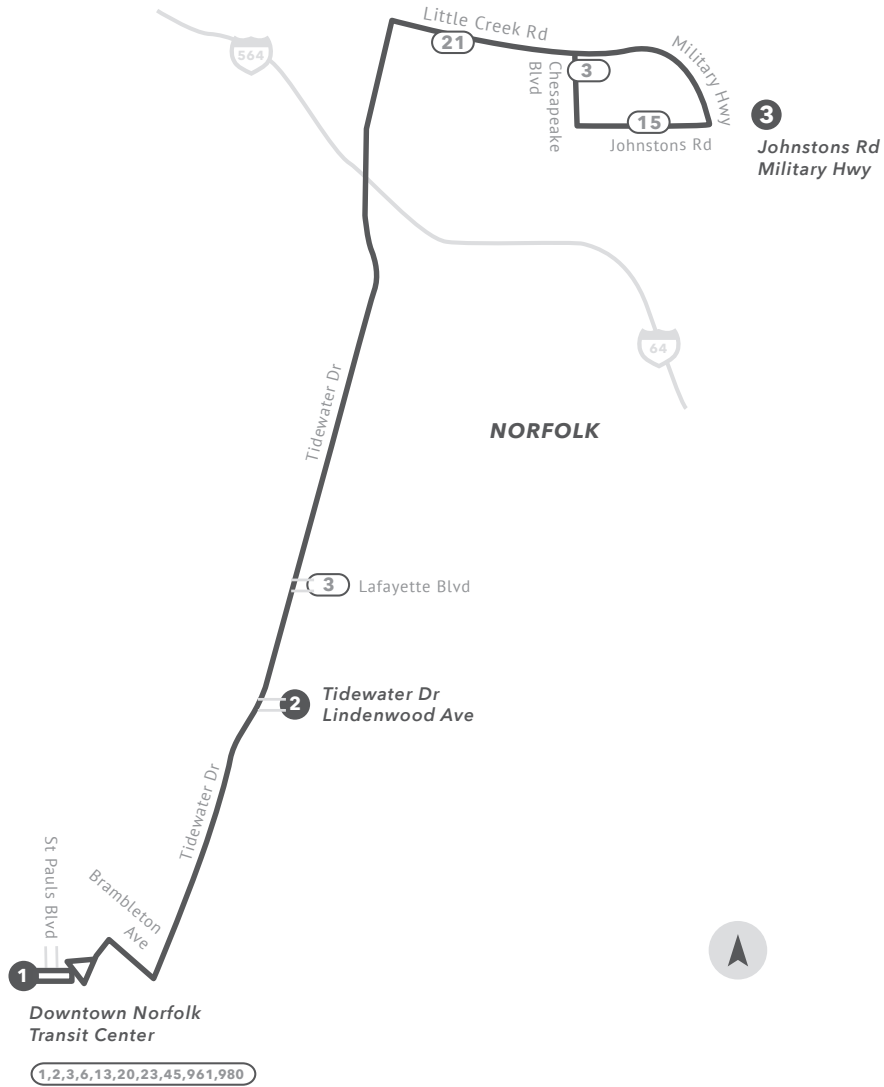 Little Creek Rd
564
21
Chesapeake
Blvd
3
Military Hwy
15
Johnstons Rd
3
Johnstons Rd
Military Hwy
64
Tidewater Dr
NORFOLK
3
Lafayette Blvd
2
Tidewater Dr
Lindenwood Ave
Tidewater Dr
St Pauls Blvd
Brambleton
Ave
1
Downtown Norfolk
Transit Center
1,2,3,6,13,20,23,45,961,980